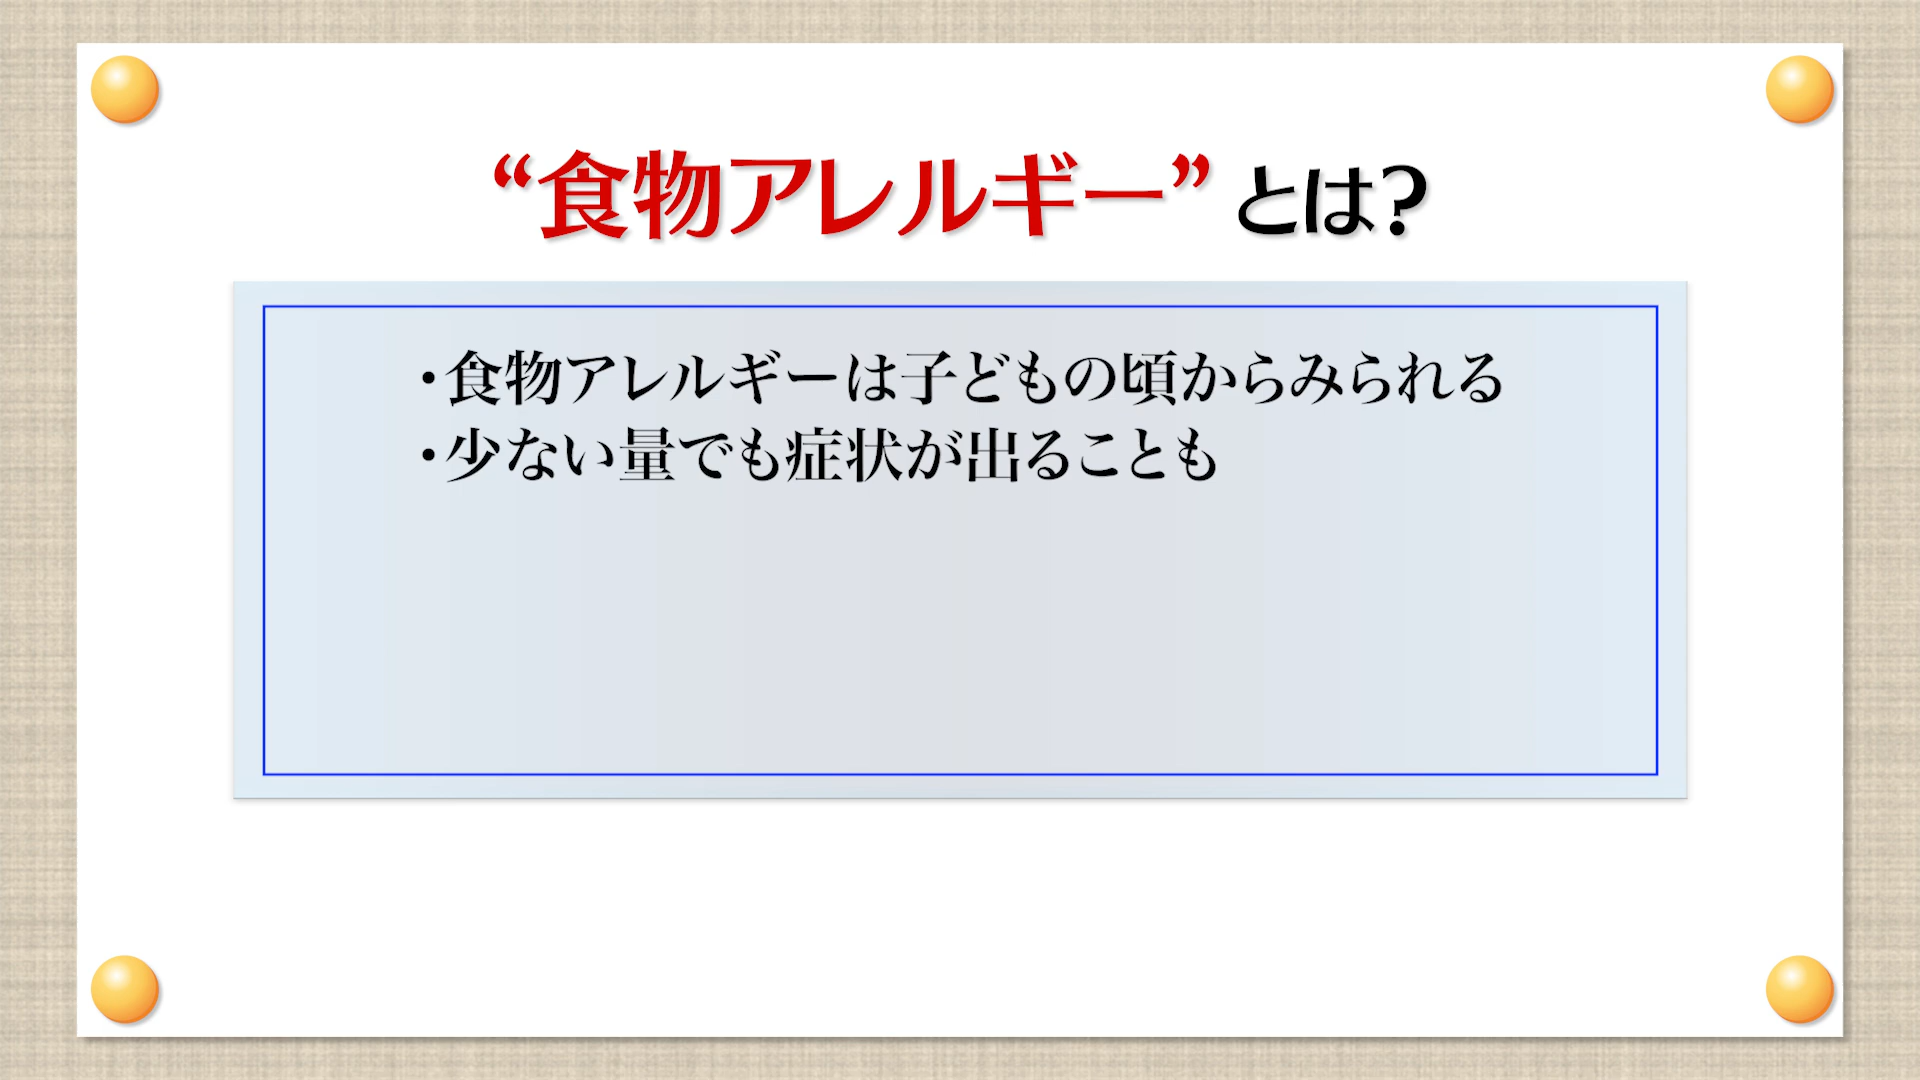 “食物アレルギー”とは?
・食物アレルギーは子どもの頃からみられる
・少ない量でも症状が出ることも